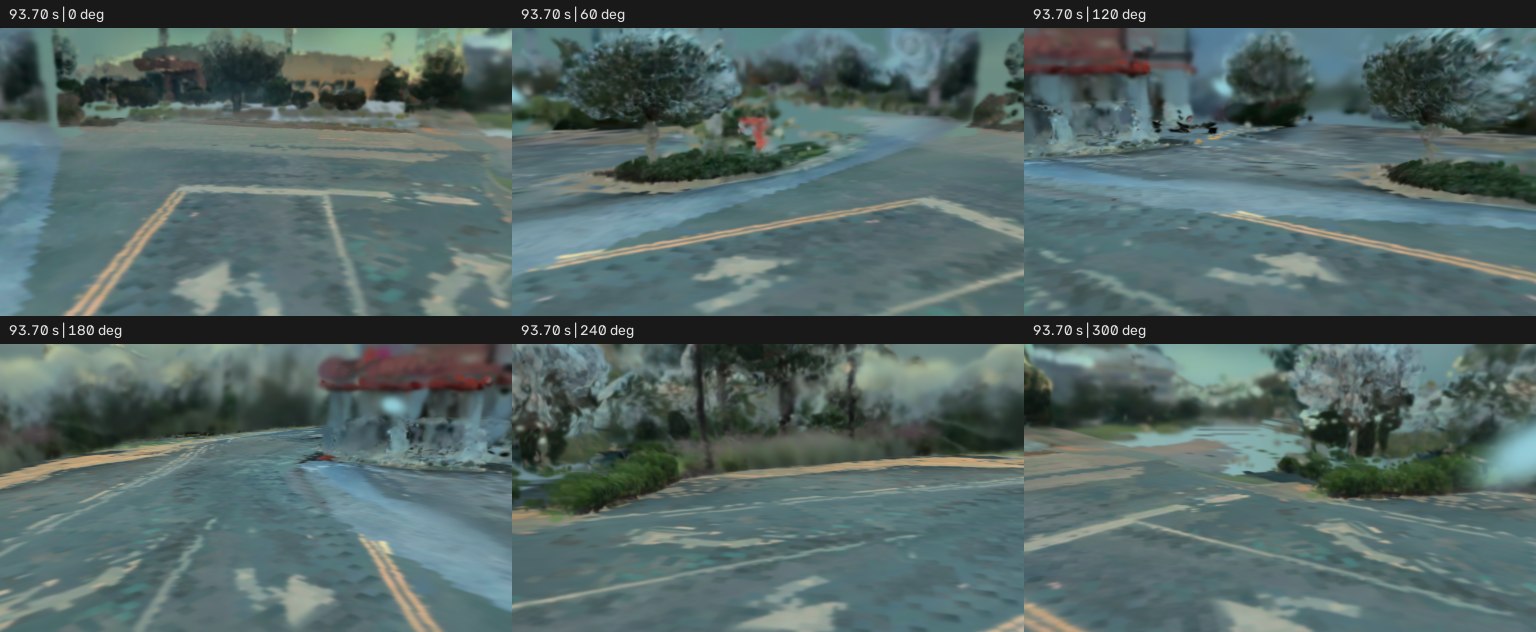 93.70 s|0 deg
93.70 s|60 deg
93.70 s|120 deg
93.70 s|180 deg
93.70 s|240 deg
93.70 s|300 deg